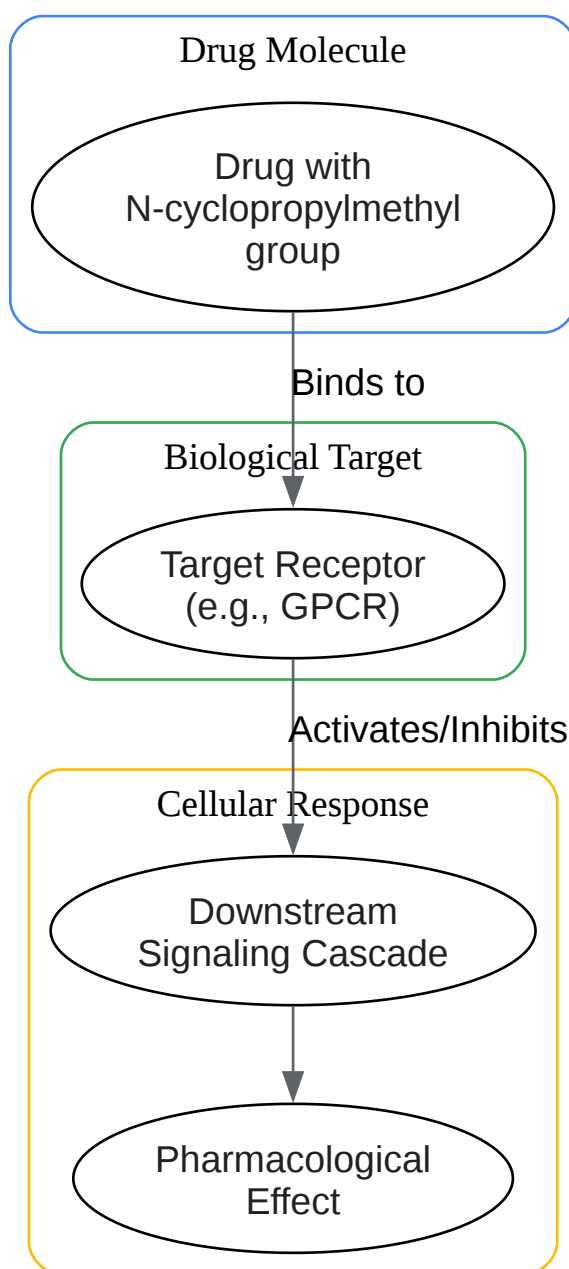 Drug Molecule
Drug with
N-cyclopropylmethyl
group
Binds to
Biological Target
Target Receptor
(e.g., GPCR)
Activates/Inhibits
Cellular Response
Downstream
Signaling Cascade
Pharmacological
Effect